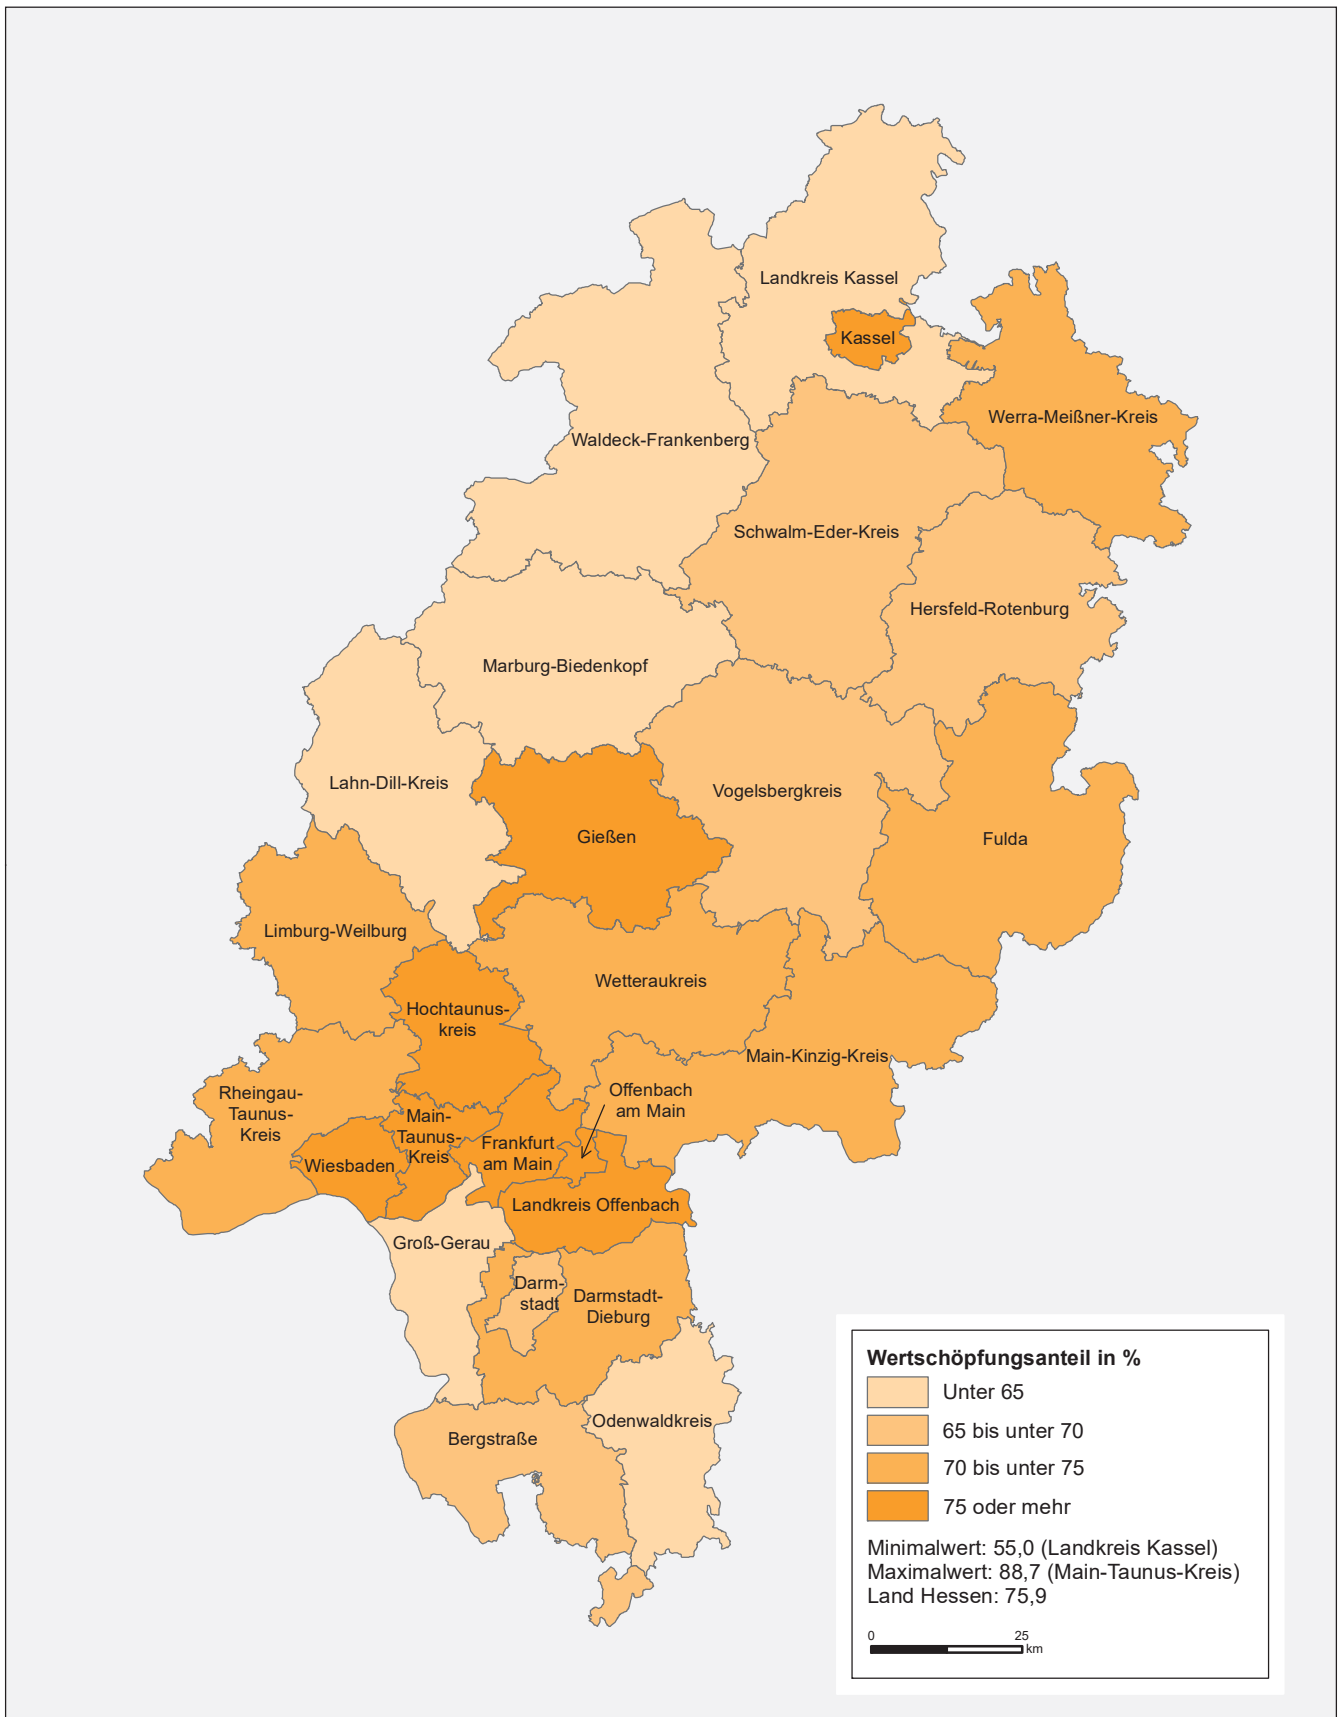 Landkreis Kassel
Kassel
Werra-Meißner-Kreis
Waldeck-Frankenberg
Schwalm-Eder-Kreis
Hersfeld-Rotenburg
Marburg-Biedenkopf
Lahn-Dill-Kreis
Vogelsbergkreis
Gießen
Fulda
Limburg-Weilburg
Wetteraukreis
Hochtaunus-
kreis
Main-Kinzig-Kreis
Rheingau-
Taunus-
Kreis
Offenbach
am Main
Main-
Taunus-
Kreis
Frankfurt
am Main
Wiesbaden
Landkreis Offenbach
Groß-Gerau
Darm-
stadt
Darmstadt-
Dieburg
Odenwaldkreis
Bergstraße
Wertschöpfungsanteil in %
Unter 65
65 bis unter 70
70 bis unter 75
75 oder mehr
Minimalwert: 55,0 (Landkreis Kassel)
Maximalwert: 88,7 (Main-Taunus-Kreis)
Land Hessen: 75,9
0 25
km